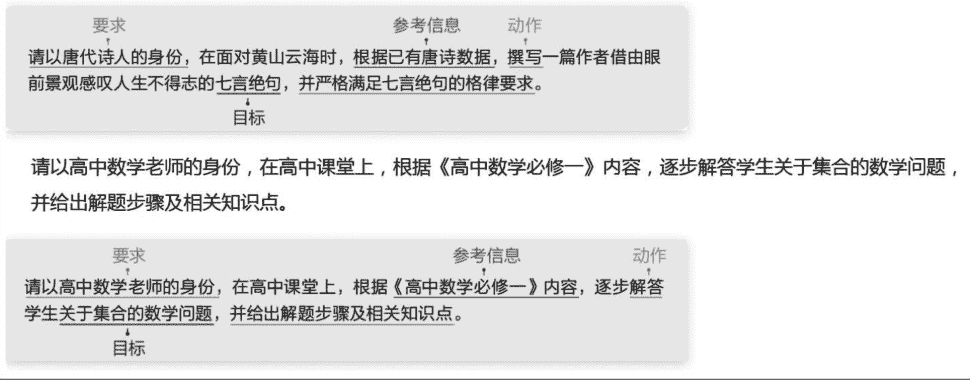 要求 参考信息 动作
请以唐代诗人的身份，在面对黄山云海时，根据已有唐诗数据，撰写一篇作者借由眼
前景观感叹人生不得志的七言绝句，并严格满足七言绝句的格律要求。
目标
请以高中数学老师的身份，在高中课堂上，根据《高中数学必修一》内容，逐步解答学生关于集合的数学问题，
并给出解题步骤及相关知识点。
要求 参考信息 动作
请以高中数学老师的身份，在高中课堂上，根据《高中数学必修一》内容，逐步解答
学生关于集合的数学问题，并给出解题步骤及相关知识点。
目标